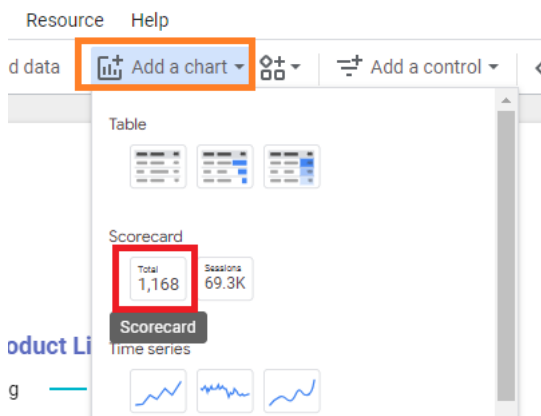 Resource Help
d data Add a chart Add a control
Table
Scorecard
Total Sessions
1,168 69.3K
Scorecard
oduct Li Time series
g